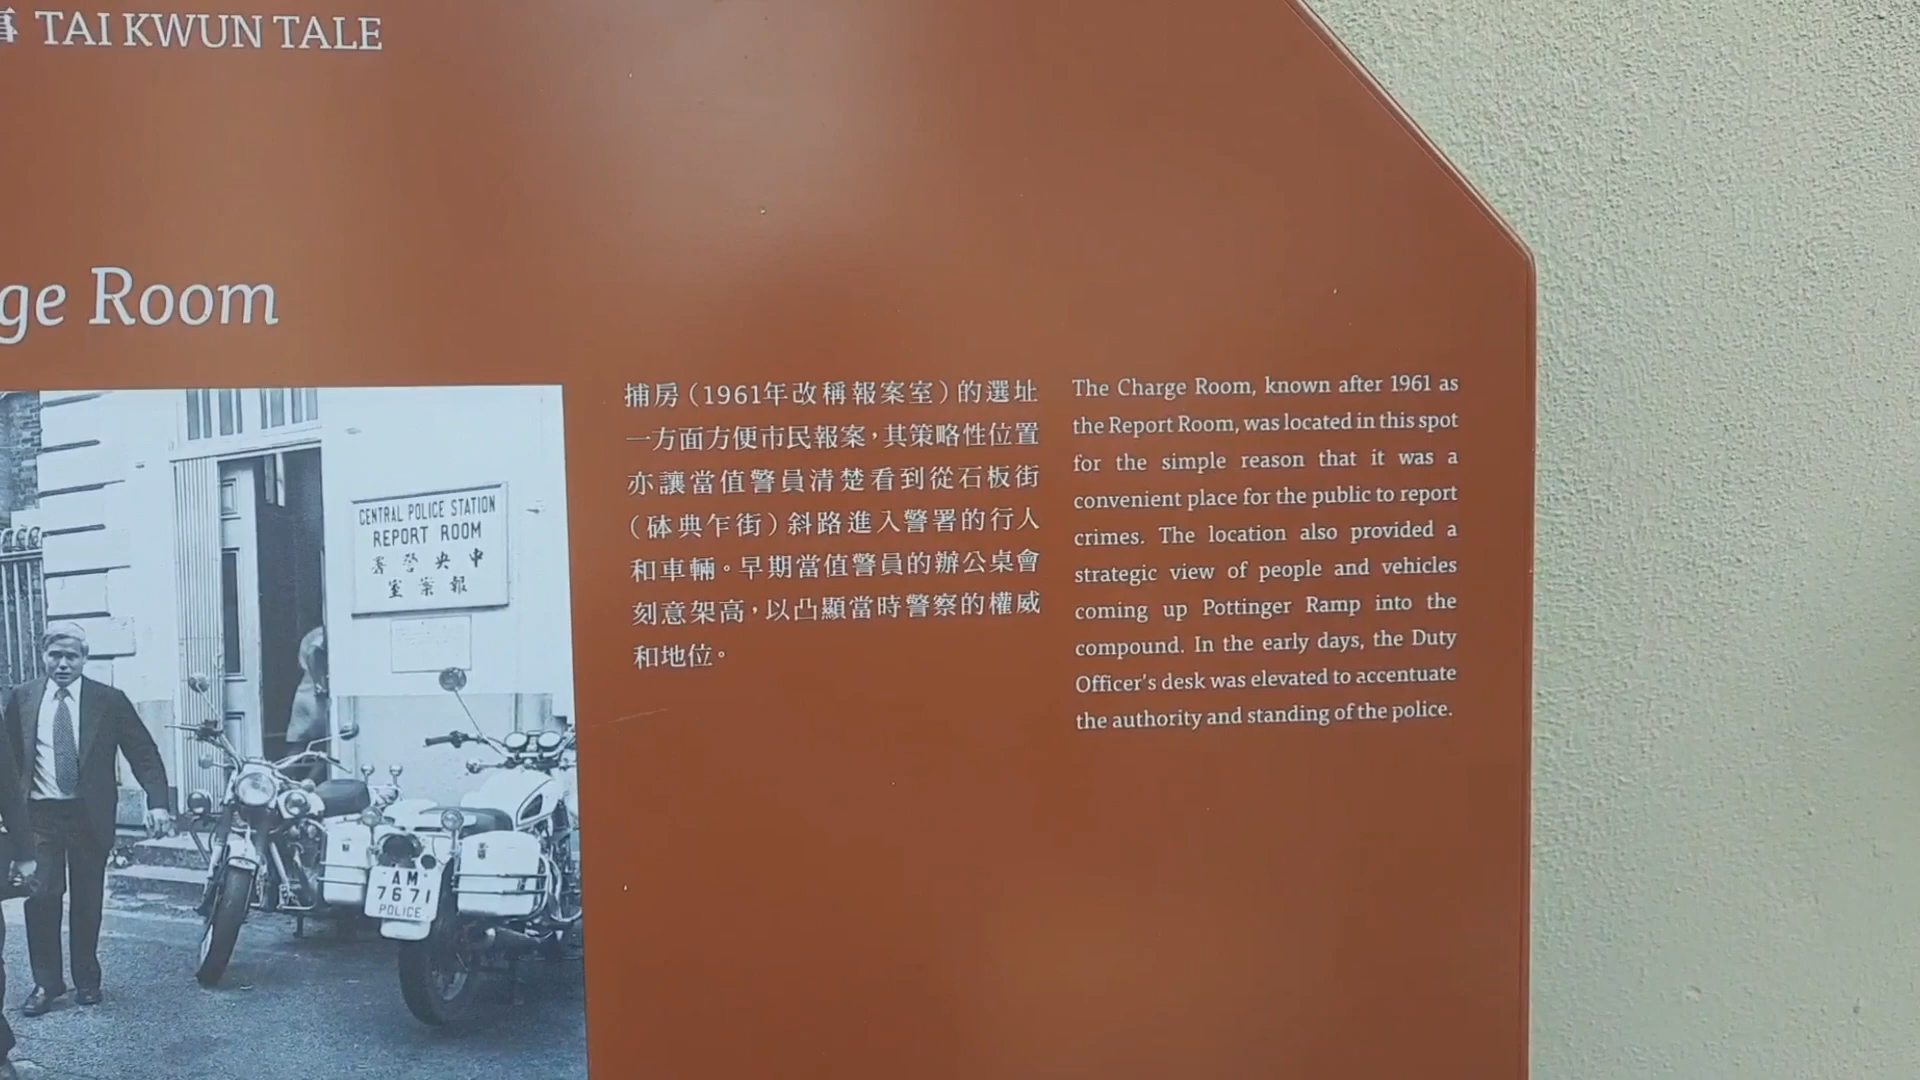 事 TAI KWUN TALE
ge Room
捕房（1961年改稱報案室）的選址
一方面方便市民報案，其策略性位置
亦讓當值警員清楚看到從石板街
（砵典乍街）斜路進入警署的行人
和車輛。早期當值警員的辦公桌會
刻意架高，以凸顯當時警察的權威
和地位。
The Charge Room, known after 1961 as
the Report Room, was located in this spot
for the simple reason that it was a
convenient place for the public to report
crimes. The location also provided a
strategic view of people and vehicles
coming up Pottinger Ramp into the
compound. In the early days, the Duty
Officer's desk was elevated to accentuate
the authority and standing of the police.
CENTRAL POLICE STATION
REPORT ROOM
署警央中
室案報
AM
7671
POLICE